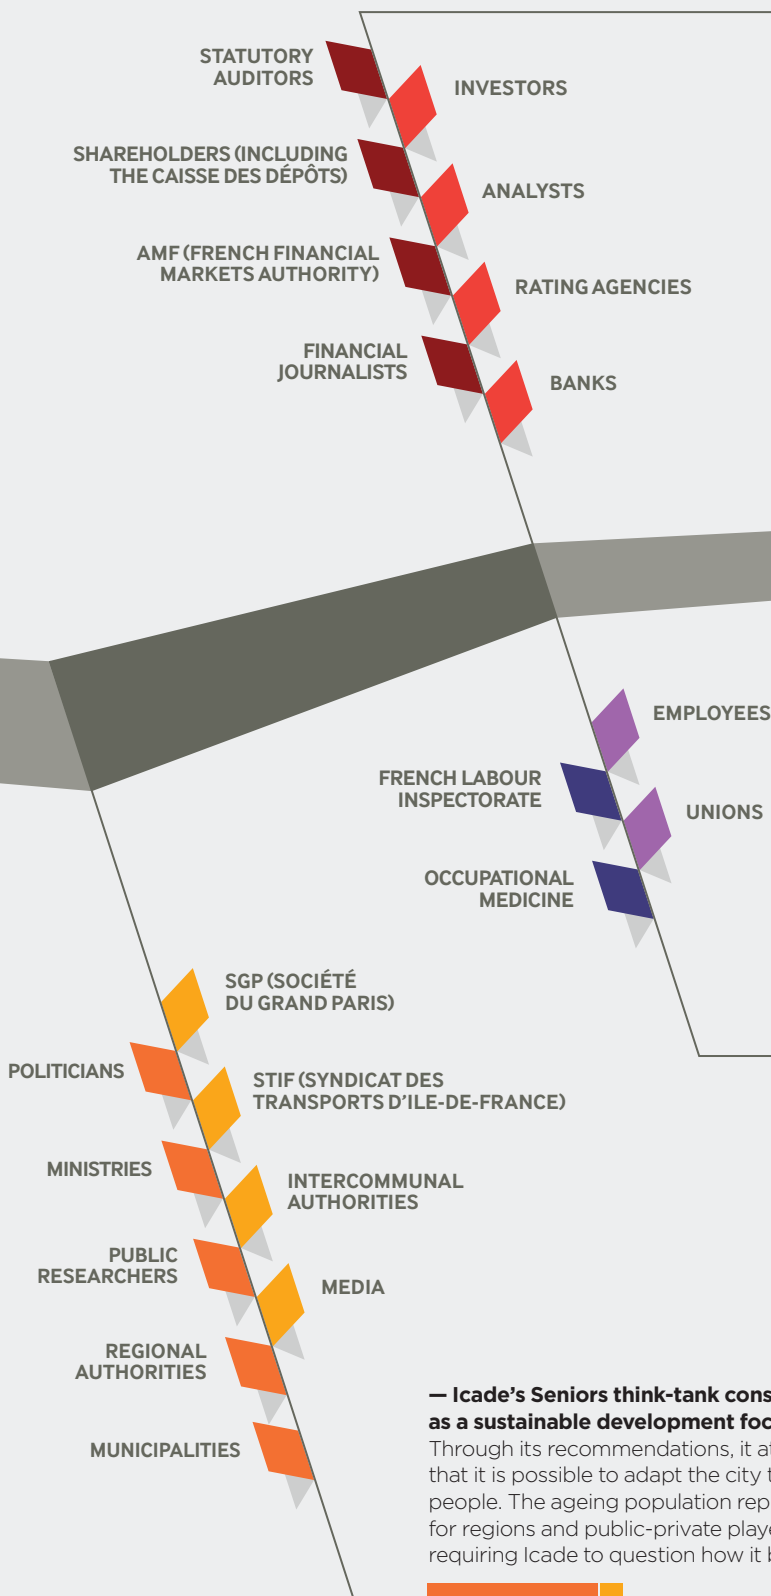 STATUTORY
AUDITORS
INVESTORS
SHAREHOLDERS (INCLUDING
THE CAISSE DES DÉPÔTS)
ANALYSTS
AMF (FRENCH FINANCIAL
MARKETS AUTHORITY)
RATING AGENCIES
FINANCIAL
JOURNALISTS
BANKS
EMPLOYEES
FRENCH LABOUR
INSPECTORATE
UNIONS
OCCUPATIONAL
MEDICINE
SGP (SOCIÉTÉ
DU GRAND PARIS)
POLITICIANS
STIF (SYNDICAT DES
TRANSPORTS D'ILE-DE-FRANCE)
MINISTRIES
INTERCOMMUNAL
AUTHORITIES
PUBLIC
RESEARCHERS
MEDIA
REGIONAL
AUTHORITIES
MUNICIPALITIES
— Icade's Seniors think-tank cons
as a sustainable development foc
Through its recommendations, it at
that it is possible to adapt the city t
people. The ageing population rep
for regions and public-private playe
requiring Icade to question how it b